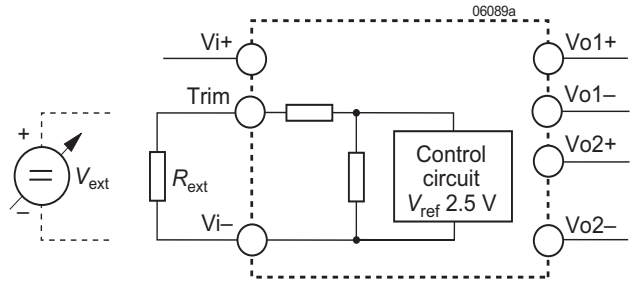 06089a
Vi+
Vo1+
Trim
Vo1–
+
Control
circuit
Vref 2.5 V
Vo2+
Vext
Rext
–
Vi–
Vo2–